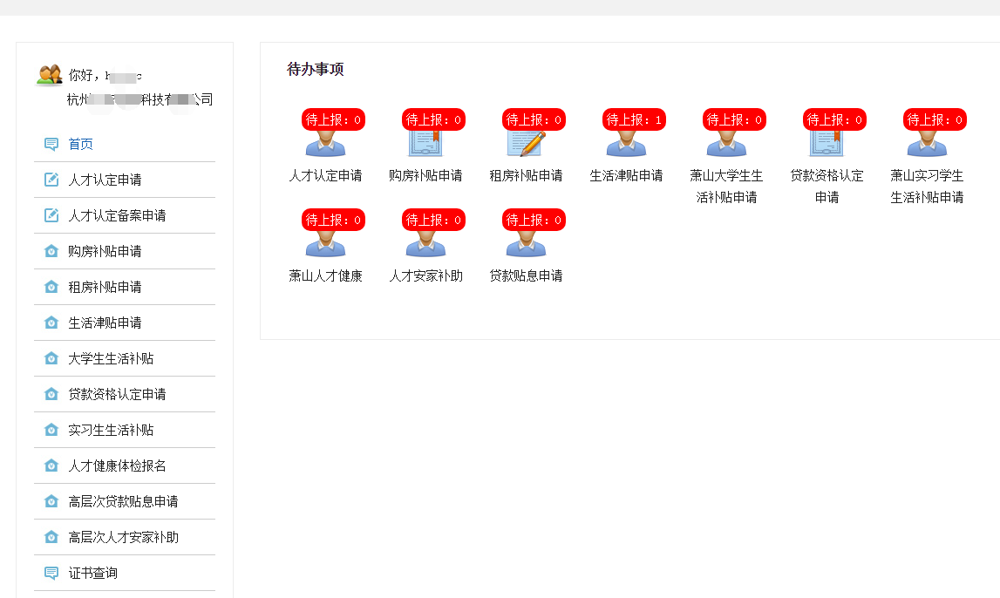 你好，
杭州 科技有 公司
首页
人才认定申请
人才认定备案申请
购房补贴申请
租房补贴申请
生活津贴申请
大学生生活补贴
贷款资格认定申请
实习生生活补贴
人才健康体检报名
高层次贷款贴息申请
高层次人才安家补助
证书查询
待办事项
待上报：0 待上报：0 待上报：0 待上报：1 待上报：0 待上报：0 待上报：0
人才认定申请 购房补贴申请 租房补贴申请 生活津贴申请 萧山大学生生 贷款资格认定 萧山实习学生
活补贴申请 申请 生活补贴申请
待上报：0 待上报：0 待上报：0
萧山人才健康 人才安家补助 贷款贴息申请